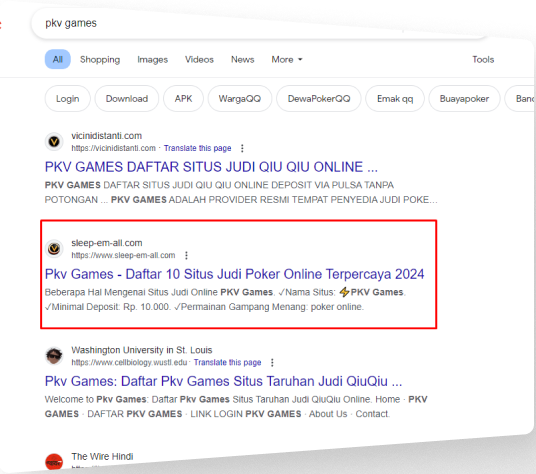 pkv games
All Shopping Images Videos News More Tools
Login Download APK WargaQQ DewaPokerQQ Emak qq Buayapoker
vicinidistanti.com
https://vicinidistanti.com · Translate this page
PKV GAMES DAFTAR SITUS JUDI QIU QIU ONLINE ...
PKV GAMES DAFTAR SITUS JUDI QIU QIU ONLINE DEPOSIT VIA PULSA TANPA
POTONGAN ... PKV GAMES ADALAH PROVIDER RESMI TEMPAT PENYEDIA JUDI POKE...
sleep-em-all.com
https://www.sleep-em-all.com
Pkv Games - Daftar 10 Situs Judi Poker Online Terpercaya 2024
Beberapa Hal Mengenai Situs Judi Online PKV GAMES. ✓Nama Situs: ⚡PKV GAMES.
✓Minimal Deposit: Rp. 10.000. ✓Permainan Gampang Menang: poker online.
Washington University in St. Louis
https://www.cellbiology.wustl.edu · Translate this page
Pkv Games: Daftar Pkv Games Situs Taruhan Judi QiuQiu ...
Welcome to Pkv Games: Daftar Pkv Games Situs Taruhan Judi QiuQiu Online. Home · PKV
GAMES · DAFTAR PKV GAMES · LINK LOGIN PKV GAMES · About Us · Contact.
The Wire Hindi